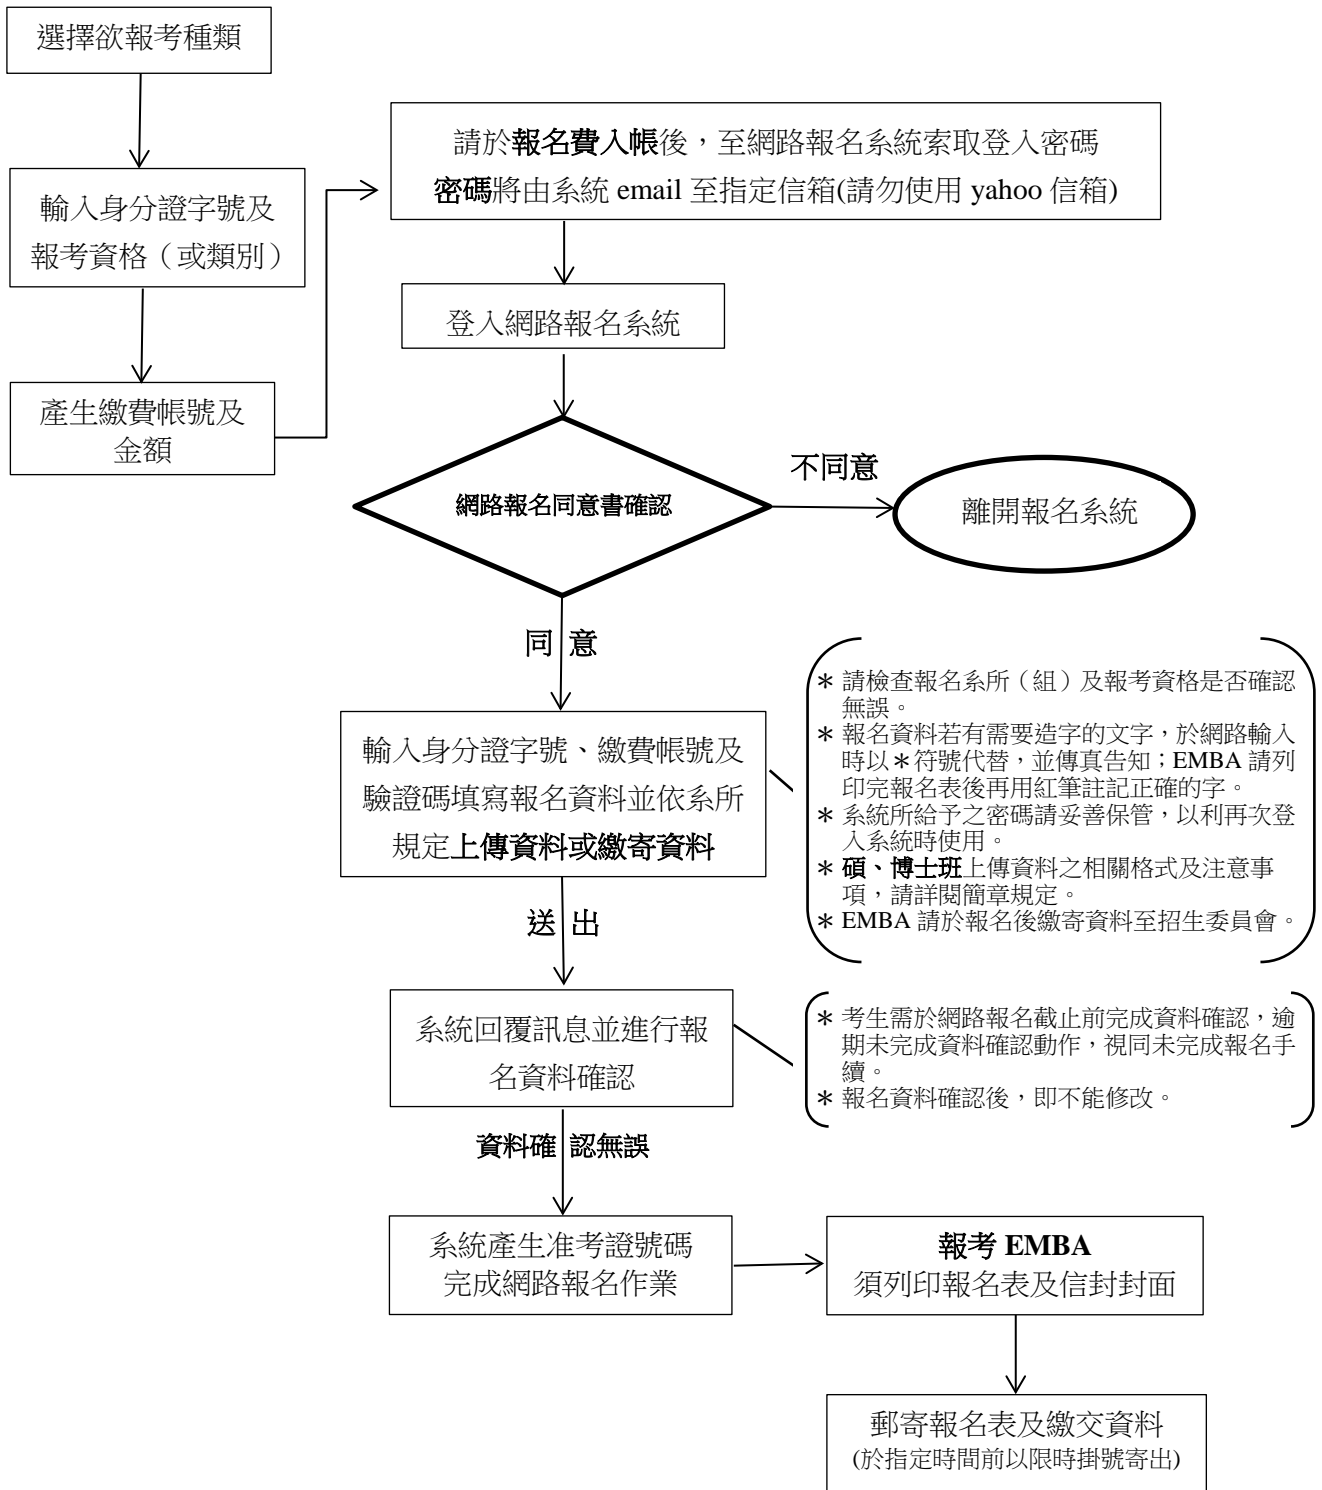 選擇欲報考種類
輸入身分證字號及
報考資格（或類別）
產生繳費帳號及
金額
請於報名費入帳後，至網路報名系統索取登入密碼
密碼將由系統 email 至指定信箱(請勿使用 yahoo 信箱)
登入網路報名系統
網路報名同意書確認
不同意
離開報名系統
同 意
輸入身分證字號、繳費帳號及
驗證碼填寫報名資料並依系所
規定上傳資料或繳寄資料
＊ 請檢查報名系所（組）及報考資格是否確認
無誤。
＊ 報名資料若有需要造字的文字，於網路輸入
時以＊符號代替，並傳真告知；EMBA 請列
印完報名表後再用紅筆註記正確的字。
＊ 系統所給予之密碼請妥善保管，以利再次登
入系統時使用。
＊ 碩、博士班上傳資料之相關格式及注意事
項，請詳閱簡章規定。
＊ EMBA 請於報名後繳寄資料至招生委員會。
送 出
系統回覆訊息並進行報
名資料確認
＊ 考生需於網路報名截止前完成資料確認，逾
期未完成資料確認動作，視同未完成報名手
續。
＊ 報名資料確認後，即不能修改。
資料確 認無誤
系統產生准考證號碼
完成網路報名作業
報考 EMBA
須列印報名表及信封封面
郵寄報名表及繳交資料
(於指定時間前以限時掛號寄出)